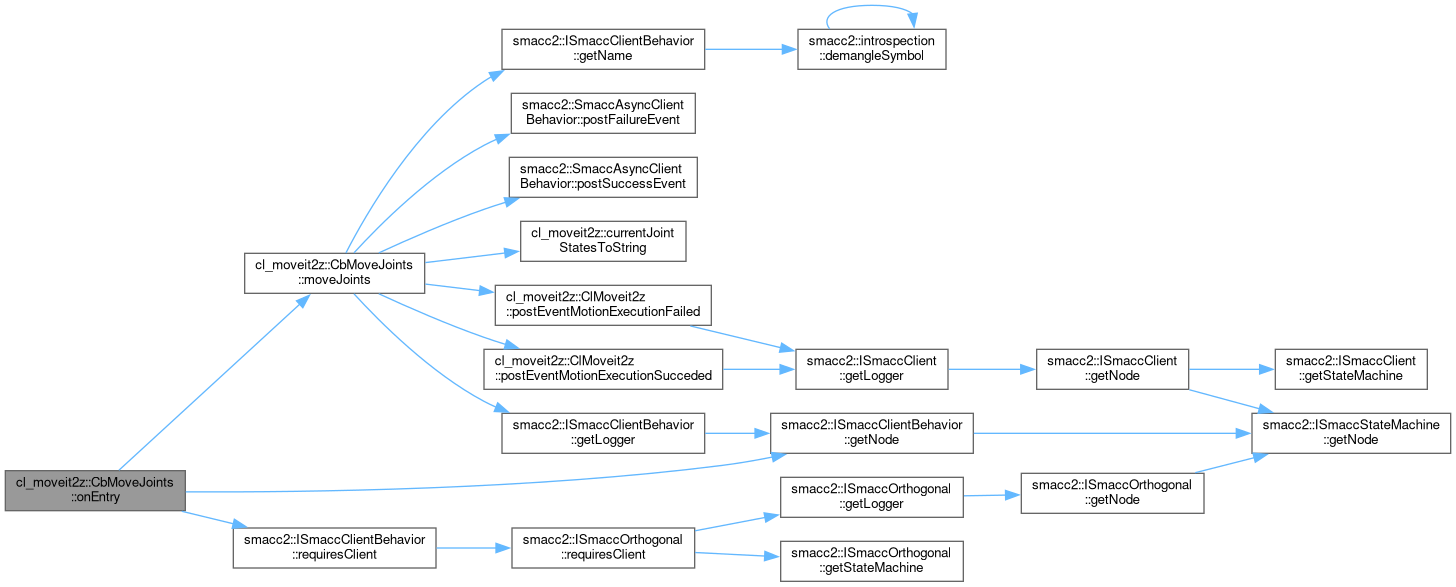 smacc2::ISmaccClientBehavior
::getName
smacc2::introspection
::demangleSymbol
smacc2::SmaccAsyncClient
Behavior::postFailureEvent
smacc2::SmaccAsyncClient
Behavior::postSuccessEvent
cl_moveit2z::currentJoint
StatesToString
cl_moveit2z::CbMoveJoints
::moveJoints
cl_moveit2z::ClMoveit2z
::postEventMotionExecutionFailed
cl_moveit2z::ClMoveit2z
::postEventMotionExecutionSucceded
smacc2::ISmaccClient
::getLogger
smacc2::ISmaccClient
::getNode
smacc2::ISmaccClient
::getStateMachine
smacc2::ISmaccClientBehavior
::getLogger
smacc2::ISmaccClientBehavior
::getNode
smacc2::ISmaccStateMachine
::getNode
cl_moveit2z::CbMoveJoints
::onEntry
smacc2::ISmaccOrthogonal
::getLogger
smacc2::ISmaccOrthogonal
::getNode
smacc2::ISmaccClientBehavior
::requiresClient
smacc2::ISmaccOrthogonal
::requiresClient
smacc2::ISmaccOrthogonal
::getStateMachine